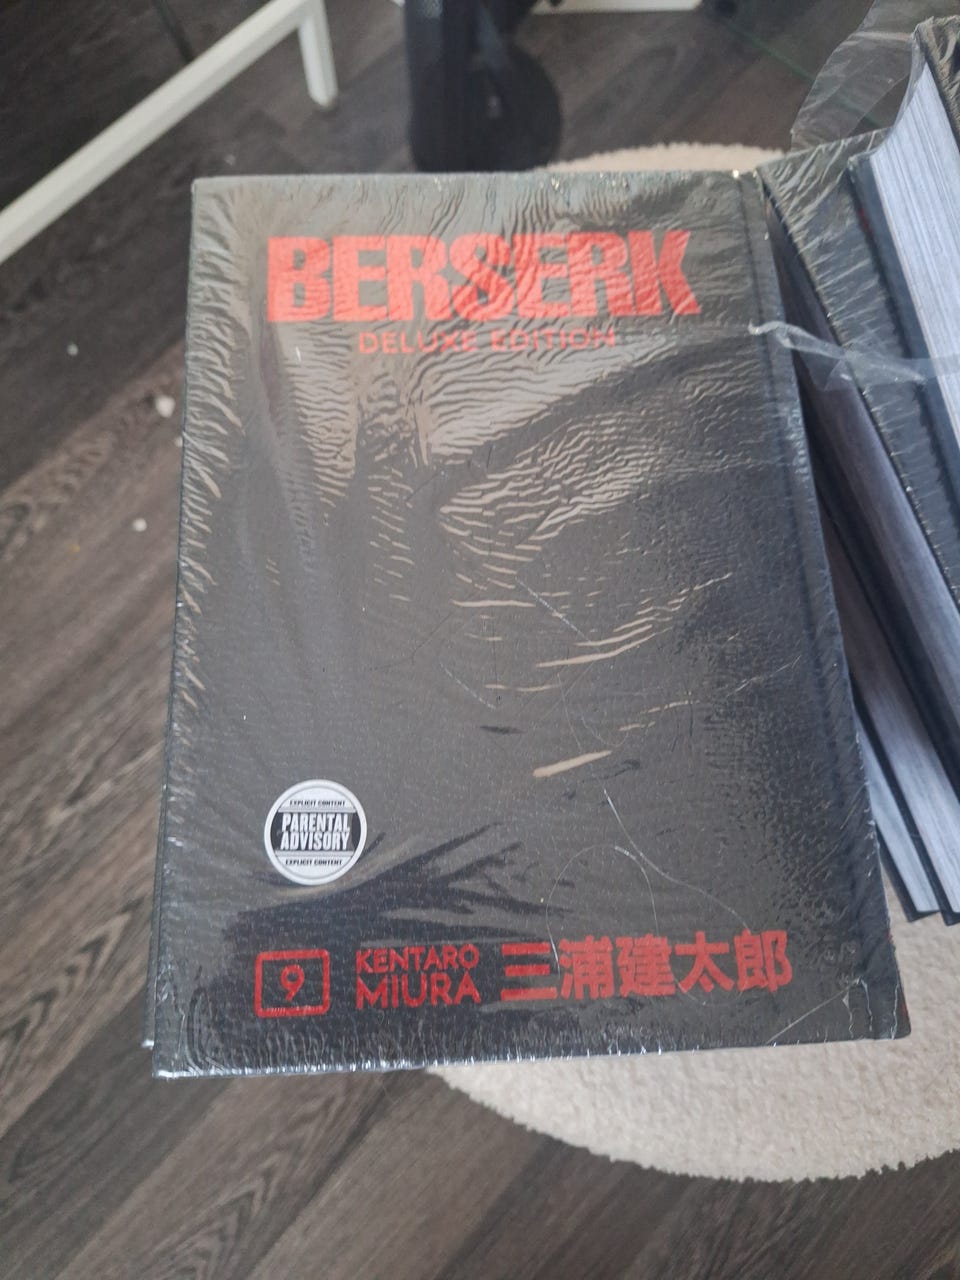 BERSERK
DELUXE EDITION
EXPLICIT CONTENT
PARENTAL
ADVISORY
EXPLICIT CONTENT
9
KENTARO
MIURA
三浦建太郎